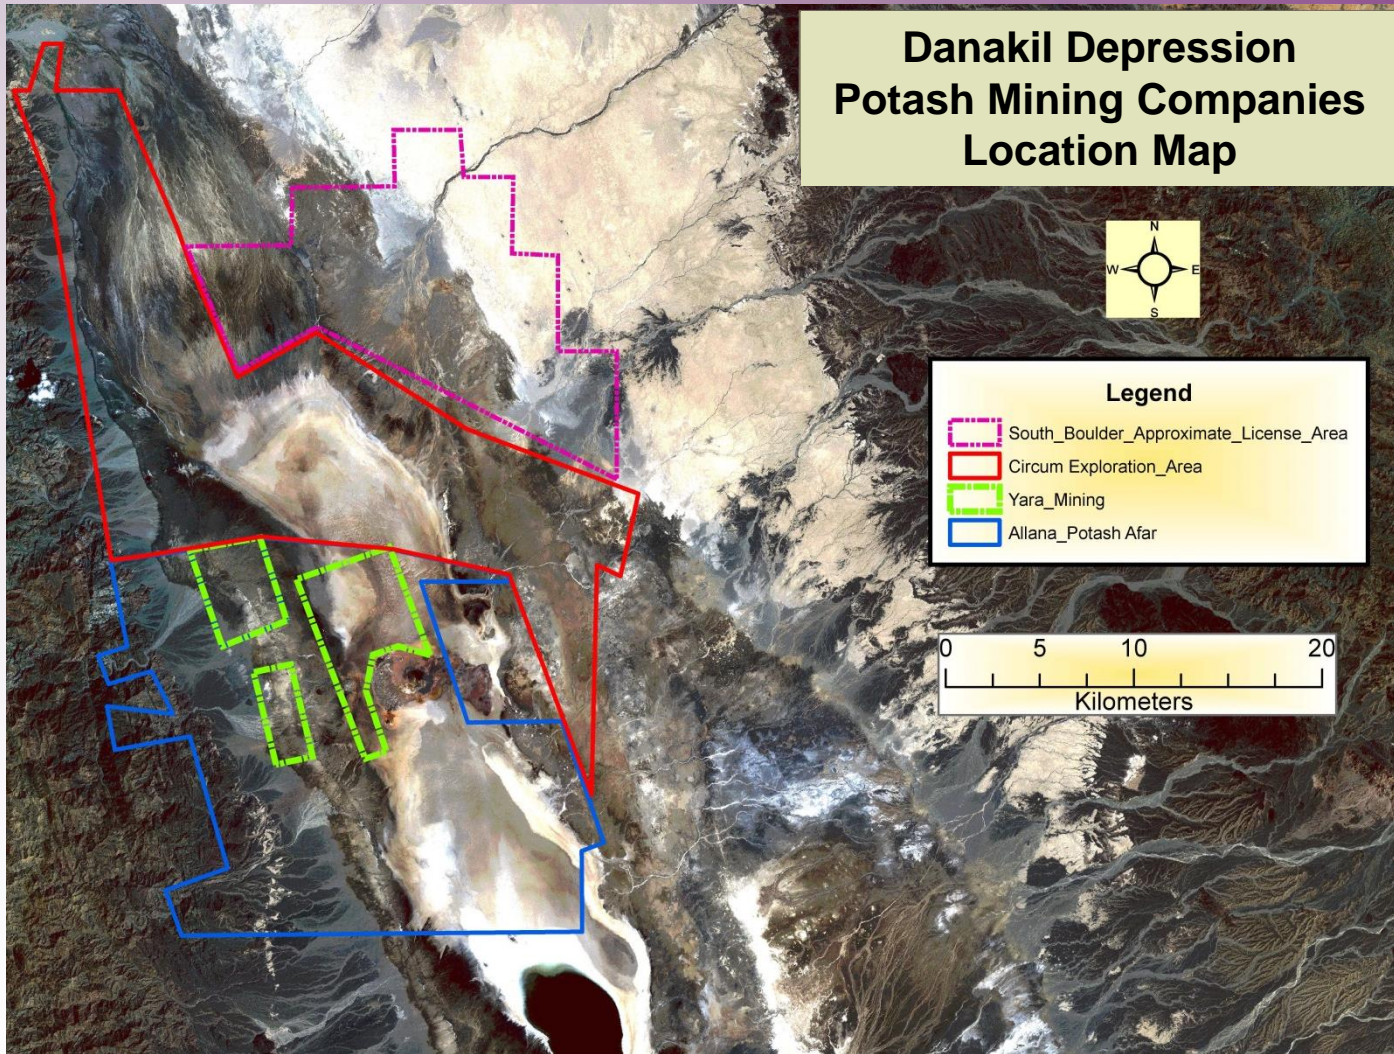 Danakil Depression
Potash Mining Companies
Location Map
N
W E
S
Legend
South_Boulder_Approximate_License_Area
Circum Exploration_Area
Yara_Mining
Allana_Potash Afar
0 5 10 20
Kilometers